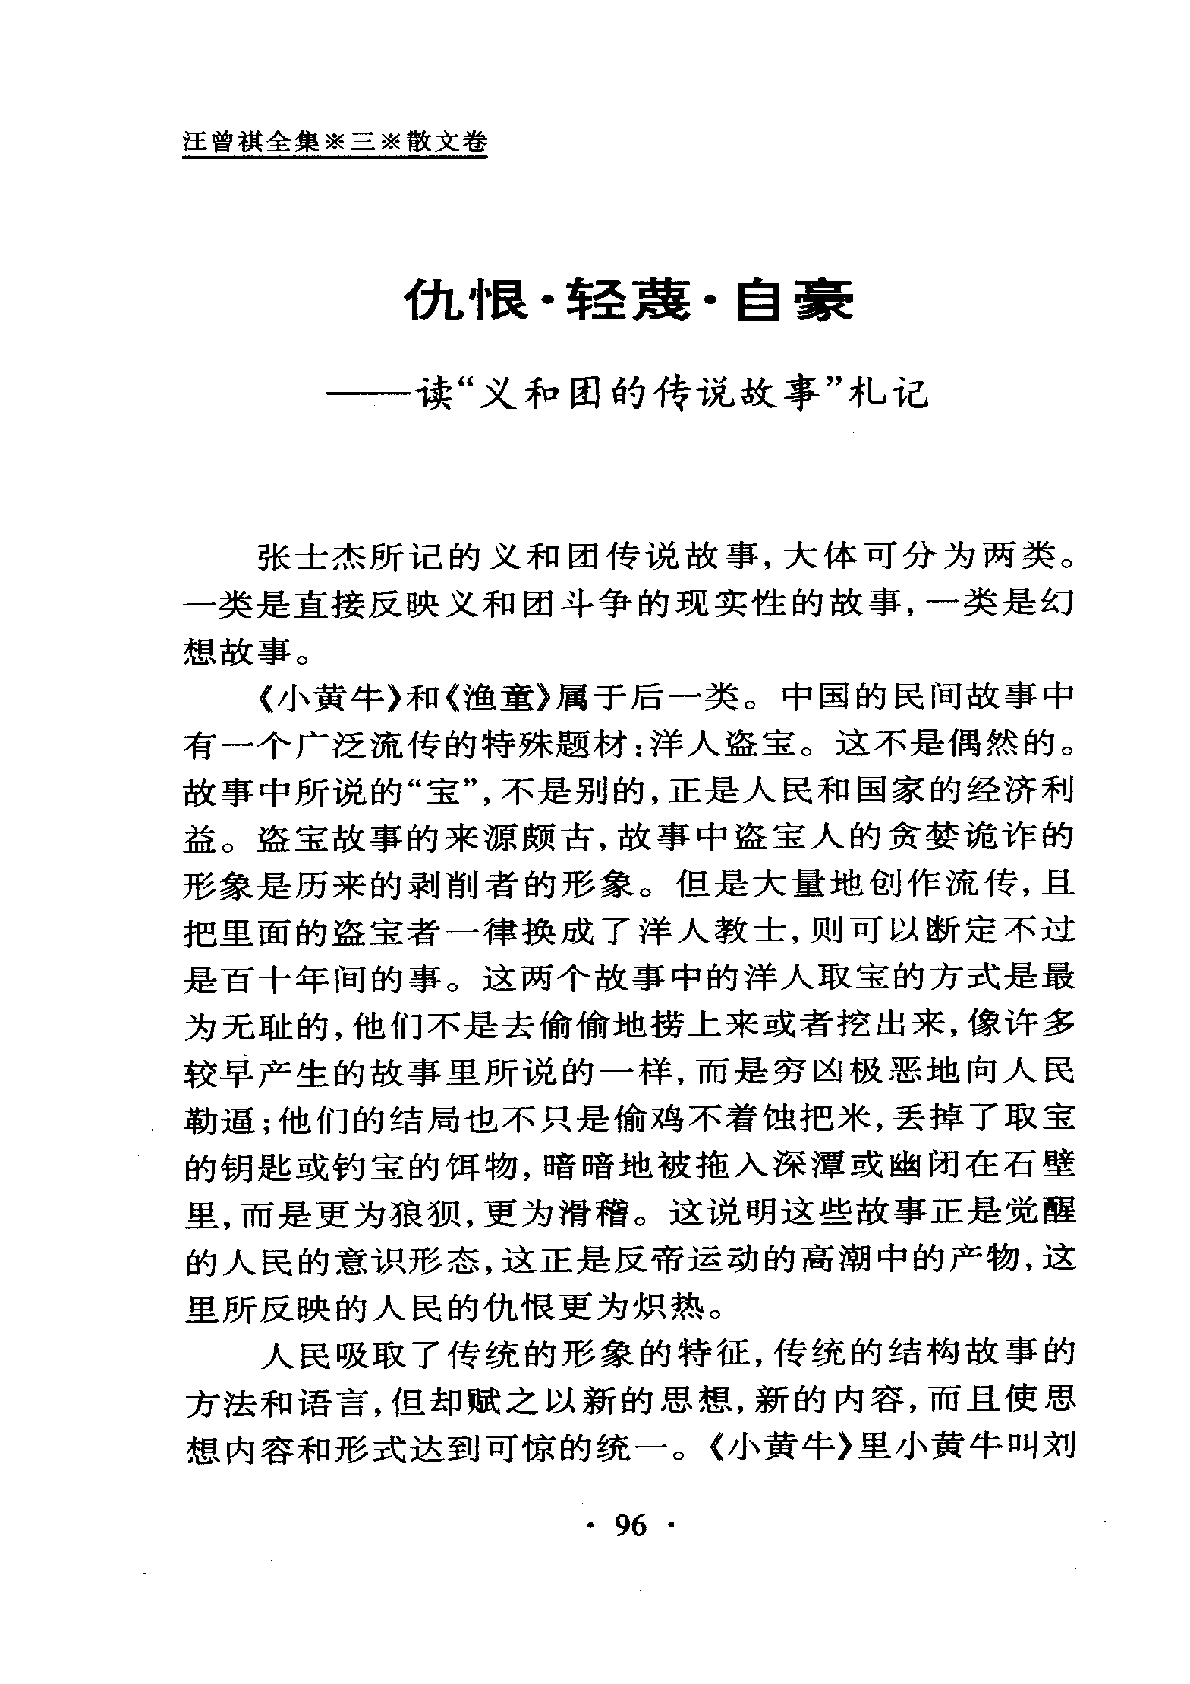 汪曾祺全集※三※散文卷
仇恨·轻蔑·自豪
——读“义和团的传说故事”札记
张士杰所记的义和团传说故事，大体可分为两类。
一类是直接反映义和团斗争的现实性的故事，一类是幻
想故事。
《小黄牛》和《渔童》属于后一类。中国的民间故事中
有一个广泛流传的特殊题材：洋人盗宝。这不是偶然的。
故事中所说的“宝”，不是别的，正是人民和国家的经济利
益。盗宝故事的来源颇古，故事中盗宝人的贪婪诡诈的
形象是历来的剥削者的形象。但是大量地创作流传，且
把里面的盗宝者一律换成了洋人教士，则可以断定不过
是百十年间的事。这两个故事中的洋人取宝的方式是最
为无耻的，他们不是去偷偷地捞上来或者挖出来，像许多
较早产生的故事里所说的一样，而是穷凶极恶地向人民
勒逼；他们的结局也不只是偷鸡不着蚀把米，丢掉了取宝
的钥匙或钓宝的饵物，暗暗地被拖入深潭或幽闭在石壁
里，而是更为狼狈，更为滑稽。这说明这些故事正是觉醒
的人民的意识形态，这正是反帝运动的高潮中的产物，这
里所反映的人民的仇恨更为炽热。
人民吸取了传统的形象的特征，传统的结构故事的
方法和语言，但却赋之以新的思想，新的内容，而且使思
想内容和形式达到可惊的统一。《小黄牛》里小黄牛叫刘
· 96 ·